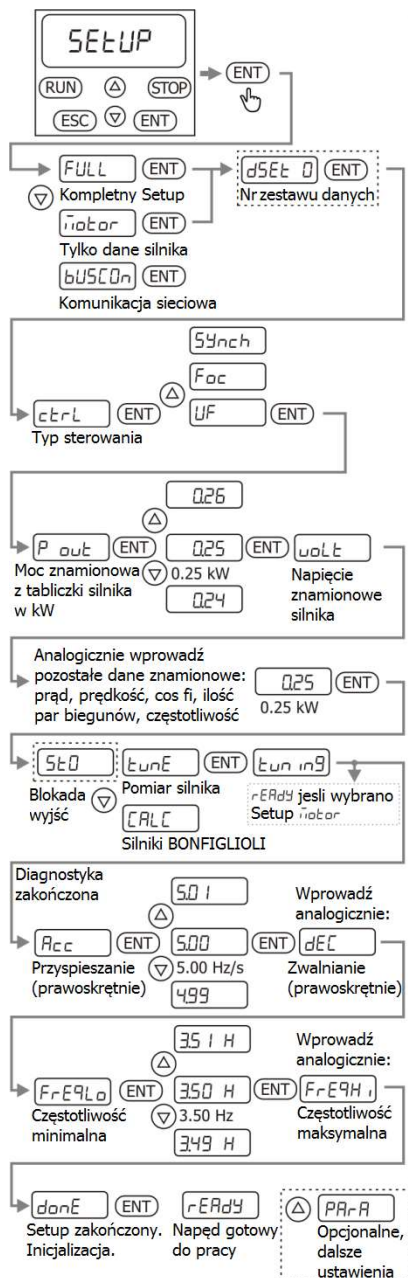 SEtUP
RUN STOP ENT
ESC ENT
FULL ENT dSEt 0 ENT
Kompletny Setup Nr zestawu danych
motor ENT
Tylko dane silnika
bUSCOn ENT
Komunikacja sieciowa
SYnch
Foc
ctrL ENT UF ENT
Typ sterowania
0.26
P out ENT 0.25 ENT voLt
Moc znamionowa 0.25 kW Napięcie
z tabliczki silnika znamionowe
w kW 0.24 silnika
Analogicznie wprowadź
pozostałe dane znamionowe: 0.25 ENT
prąd, prędkość, cos fi, ilość
par biegunów, częstotliwość 0.25 kW
StO tunE ENT tuning
Blokada Pomiar silnika rEAdY jesli wybrano
wyjść CALC Setup motor
Silniki BONFIGLIOLI
Diagnostyka
zakończona 5.01 Wprowadź
analogicznie:
Acc ENT 5.00 ENT dEC
Przyspieszanie 5.00 Hz/s Zwalnianie
(prawoskrętnie) 4.99 (prawoskrętnie)
3.51 H Wprowadź
analogicznie:
FrEqLo ENT 3.50 H ENT FrEqHi
Częstotliwość 3.50 Hz Częstotliwość
minimalna 3.49 H maksymalna
donE ENT rEAdY PArA
Setup zakończony. Napęd gotowy Opcjonalne,
Inicjalizacja. do pracy dalsze
ustawienia